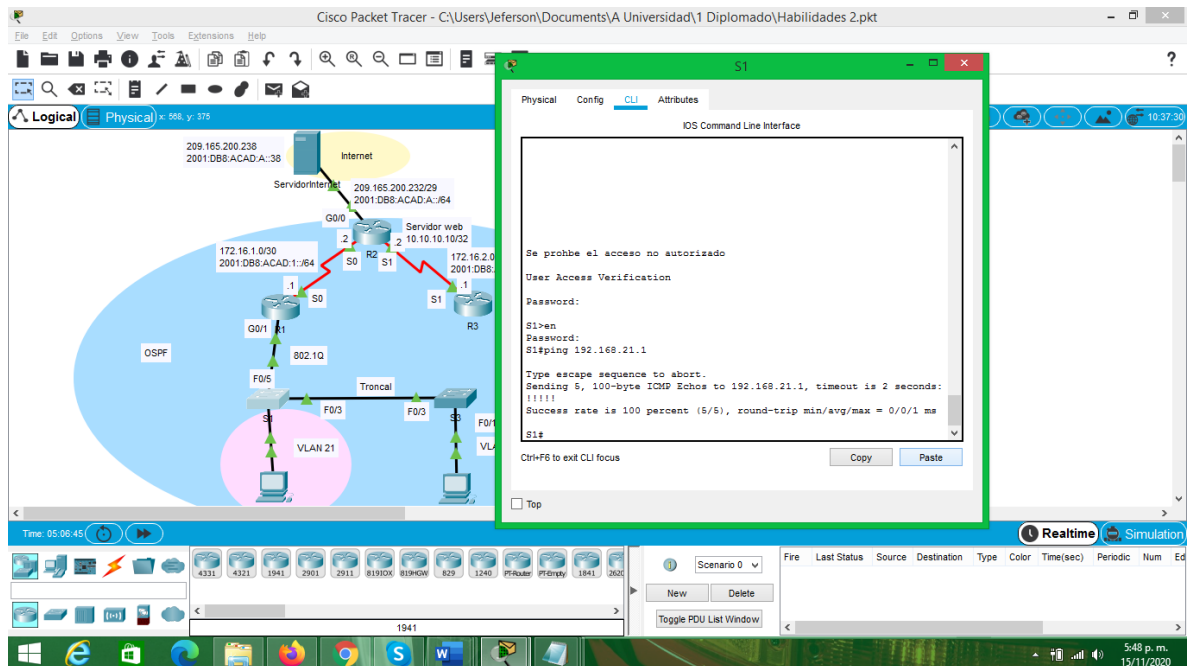 Cisco Packet Tracer - C:\Users\Jeferson\Documents\A Universidad\1 Diplomado\Habilidades 2.pkt
File Edit Options View Tools Extensions Help
?
Logical Physical x: 568, y: 375
10:37:30
209.165.200.238
2001:DB8:ACAD:A::38
Internet
ServidorInternet
209.165.200.232/29
2001:DB8:ACAD:A::/64
G0/0
Servidor web
10.10.10.10/32
.2
R2
.2
172.16.1.0/30
2001:DB8:ACAD:1::/64
S0
S1
172.16.2.0
2001:DB8:
.1
S0
.1
S1
R3
G0/1
R1
OSPF
802.1Q
F0/5
Troncal
F0/3
F0/3
S1
S3
F0/1
VLAN 21
VLA
S1
Physical Config CLI Attributes
IOS Command Line Interface
Se prohbe el acceso no autorizado
User Access Verification
Password:
S1>en
Password:
S1#ping 192.168.21.1
Type escape sequence to abort.
Sending 5, 100-byte ICMP Echos to 192.168.21.1, timeout is 2 seconds:
!!!!!
Success rate is 100 percent (5/5), round-trip min/avg/max = 0/0/1 ms
S1#
Ctrl+F6 to exit CLI focus
Copy
Paste
Top
Time: 05:06:45
Realtime
Simulation
4331 4321 1941 2901 2911 819IOX 819HGW 829 1240 PT-Router PT-Empty 1841 2620
1941
Scenario 0
New
Delete
Toggle PDU List Window
Fire Last Status Source Destination Type Color Time(sec) Periodic Num Ed
5:48 p. m.
15/11/2020